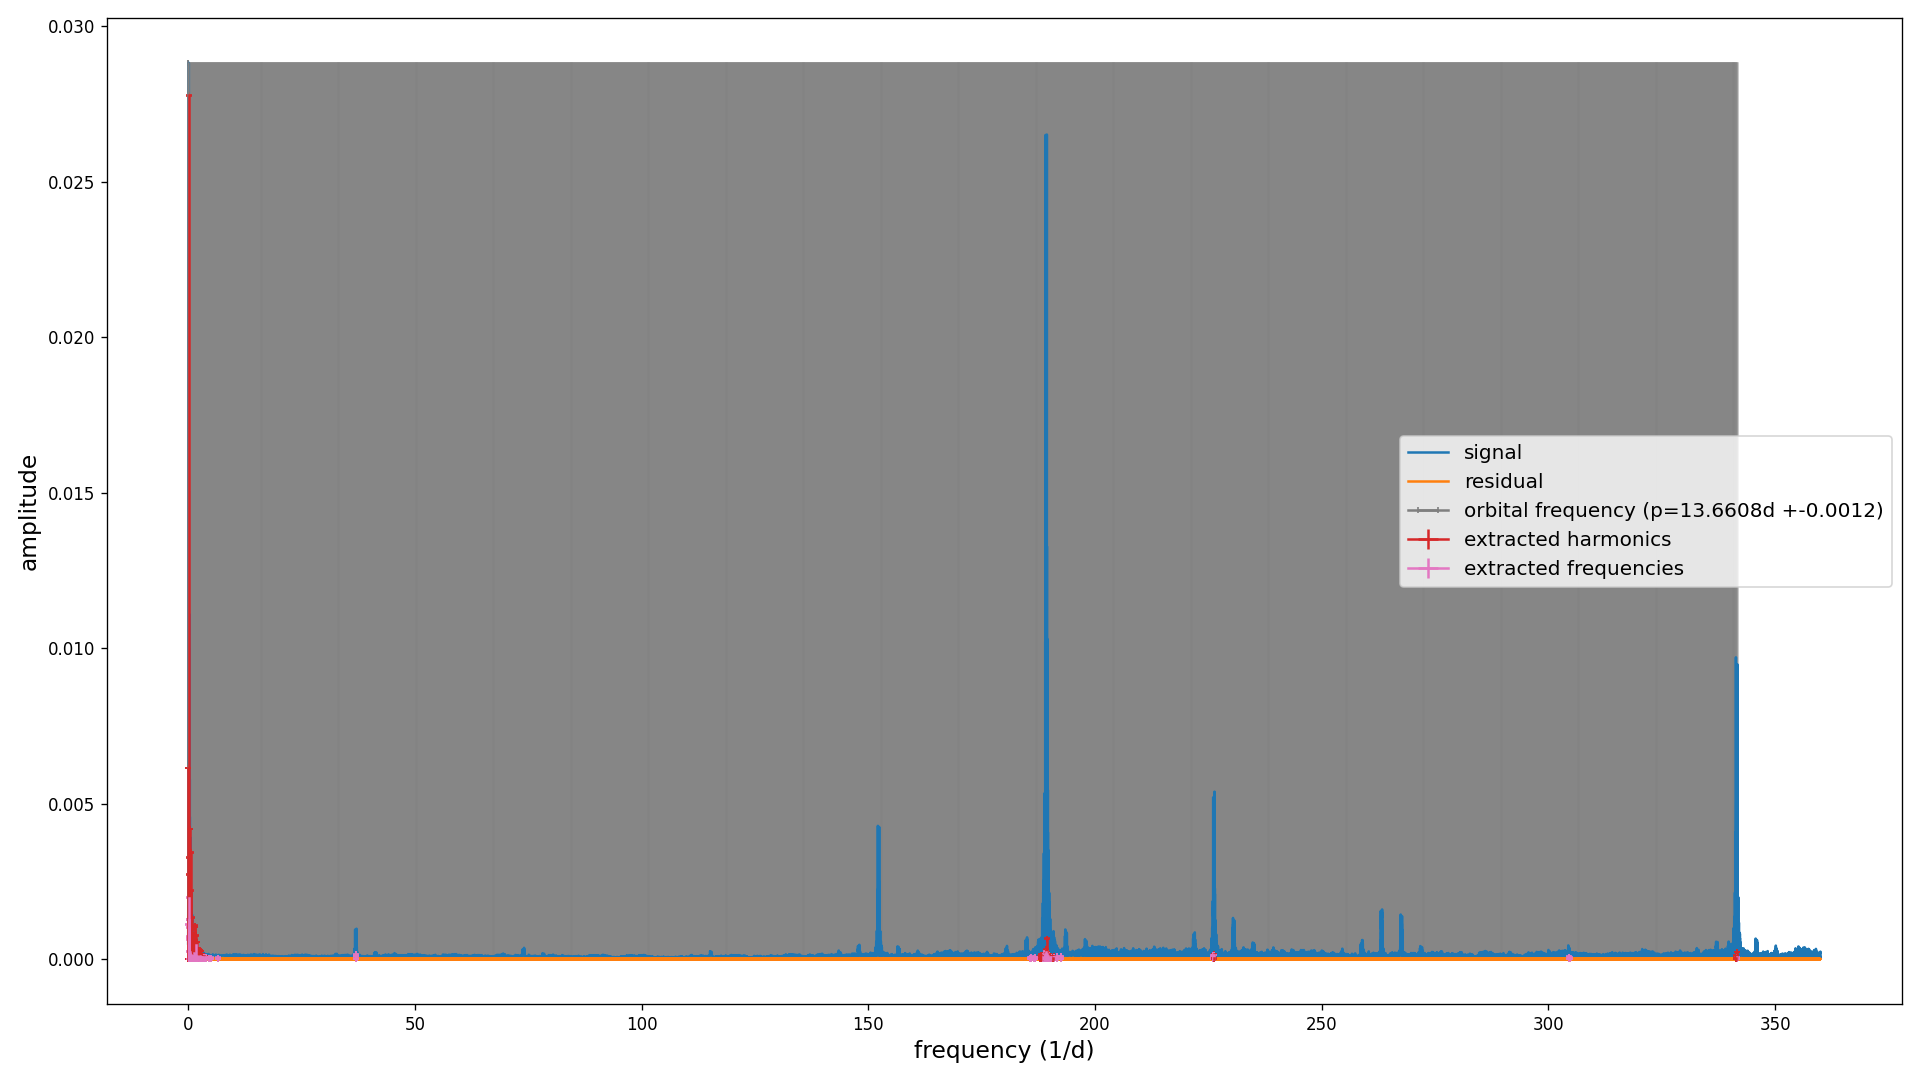 0.030
0.025
0.020
0.015
0.010
0.005
0.000
amplitude
signal
residual
orbital frequency (p=13.6608d +-0.0012)
extracted harmonics
extracted frequencies
0 50 100 150 200 250 300 350
frequency (1/d)